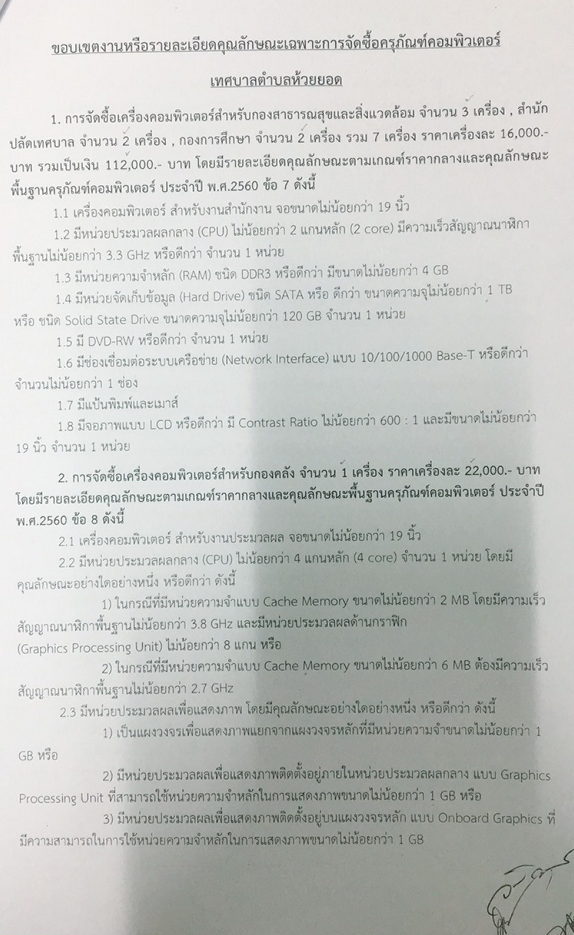 ขอบเขตงานหรือรายละเอียดคุณลักษณะเฉพาะการจัดซื้อครุภัณฑ์คอมพิวเตอร์
เทศบาลตำบลห้วยยอด
1. การจัดซื้อเครื่องคอมพิวเตอร์สำหรับกองสาธารณสุขและสิ่งแวดล้อม จำนวน 3 เครื่อง , สำนัก
ปลัดเทศบาล จำนวน 2 เครื่อง , กองการศึกษา จำนวน 2 เครื่อง รวม 7 เครื่อง ราคาเครื่องละ 16,000.-
บาท รวมเป็นเงิน 112,000.- บาท โดยมีรายละเอียดคุณลักษณะตามเกณฑ์ราคากลางและคุณลักษณะ
พื้นฐานครุภัณฑ์คอมพิวเตอร์ ประจำปี พ.ศ.2560 ข้อ 7 ดังนี้
1.1 เครื่องคอมพิวเตอร์ สำหรับงานสำนักงาน จอขนาดไม่น้อยกว่า 19 นิ้ว
1.2 มีหน่วยประมวลผลกลาง (CPU) ไม่น้อยกว่า 2 แกนหลัก (2 core) มีความเร็วสัญญาณนาฬิกา
พื้นฐานไม่น้อยกว่า 3.3 GHz หรือดีกว่า จำนวน 1 หน่วย
1.3 มีหน่วยความจำหลัก (RAM) ชนิด DDR3 หรือดีกว่า มีขนาดไม่น้อยกว่า 4 GB
1.4 มีหน่วยจัดเก็บข้อมูล (Hard Drive) ชนิด SATA หรือ ดีกว่า ขนาดความจุไม่น้อยกว่า 1 TB
หรือ ชนิด Solid State Drive ขนาดความจุไม่น้อยกว่า 120 GB จำนวน 1 หน่วย
1.5 มี DVD-RW หรือดีกว่า จำนวน 1 หน่วย
1.6 มีช่องเชื่อมต่อระบบเครือข่าย (Network Interface) แบบ 10/100/1000 Base-T หรือดีกว่า
จำนวนไม่น้อยกว่า 1 ช่อง
1.7 มีแป้นพิมพ์และเมาส์
1.8 มีจอภาพแบบ LCD หรือดีกว่า มี Contrast Ratio ไม่น้อยกว่า 600 : 1 และมีขนาดไม่น้อยกว่า
19 นิ้ว จำนวน 1 หน่วย
2. การจัดซื้อเครื่องคอมพิวเตอร์สำหรับกองคลัง จำนวน 1 เครื่อง ราคาเครื่องละ 22,000.- บาท
โดยมีรายละเอียดคุณลักษณะตามเกณฑ์ราคากลางและคุณลักษณะพื้นฐานครุภัณฑ์คอมพิวเตอร์ ประจำปี
พ.ศ.2560 ข้อ 8 ดังนี้
2.1 เครื่องคอมพิวเตอร์ สำหรับงานประมวลผล จอขนาดไม่น้อยกว่า 19 นิ้ว
2.2 มีหน่วยประมวลผลกลาง (CPU) ไม่น้อยกว่า 4 แกนหลัก (4 core) จำนวน 1 หน่วย โดยมี
คุณลักษณะอย่างใดอย่างหนึ่ง หรือดีกว่า ดังนี้
1) ในกรณีที่มีหน่วยความจำแบบ Cache Memory ขนาดไม่น้อยกว่า 2 MB โดยมีความเร็ว
สัญญาณนาฬิกาพื้นฐานไม่น้อยกว่า 3.8 GHz และมีหน่วยประมวลผลด้านกราฟิก
(Graphics Processing Unit) ไม่น้อยกว่า 8 แกน หรือ
2) ในกรณีที่มีหน่วยความจำแบบ Cache Memory ขนาดไม่น้อยกว่า 6 MB ต้องมีความเร็ว
สัญญาณนาฬิกาพื้นฐานไม่น้อยกว่า 2.7 GHz
2.3 มีหน่วยประมวลผลเพื่อแสดงภาพ โดยมีคุณลักษณะอย่างใดอย่างหนึ่ง หรือดีกว่า ดังนี้
1) เป็นแผงวงจรเพื่อแสดงภาพแยกจากแผงวงจรหลักที่มีหน่วยความจำขนาดไม่น้อยกว่า 1
GB หรือ
2) มีหน่วยประมวลผลเพื่อแสดงภาพติดตั้งอยู่ภายในหน่วยประมวลผลกลาง แบบ Graphics
Processing Unit ที่สามารถใช้หน่วยความจำหลักในการแสดงภาพขนาดไม่น้อยกว่า 1 GB หรือ
3) มีหน่วยประมวลผลเพื่อแสดงภาพติดตั้งอยู่บนแผงวงจรหลัก แบบ Onboard Graphics ที่
มีความสามารถในการใช้หน่วยความจำหลักในการแสดงภาพขนาดไม่น้อยกว่า 1 GB